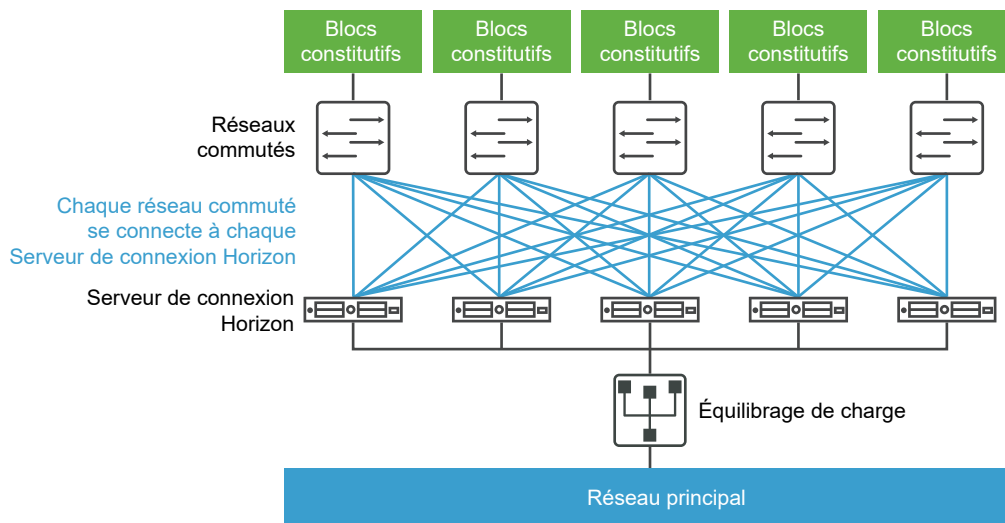 Blocs
constitutifs
Blocs
constitutifs
Blocs
constitutifs
Blocs
constitutifs
Blocs
constitutifs
Réseaux
commutés
Chaque réseau commuté
se connecte à chaque
Serveur de connexion Horizon
Serveur de connexion
Horizon
Équilibrage de charge
Réseau principal